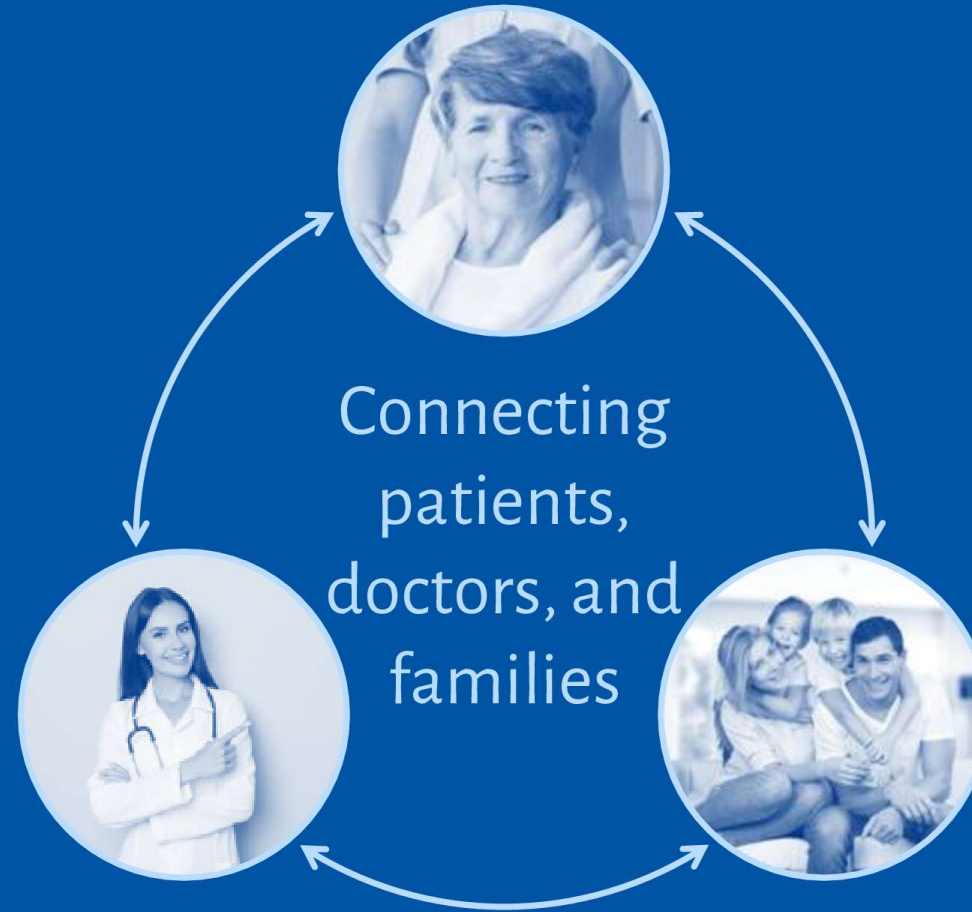 Connecting
patients,
doctors, and
families